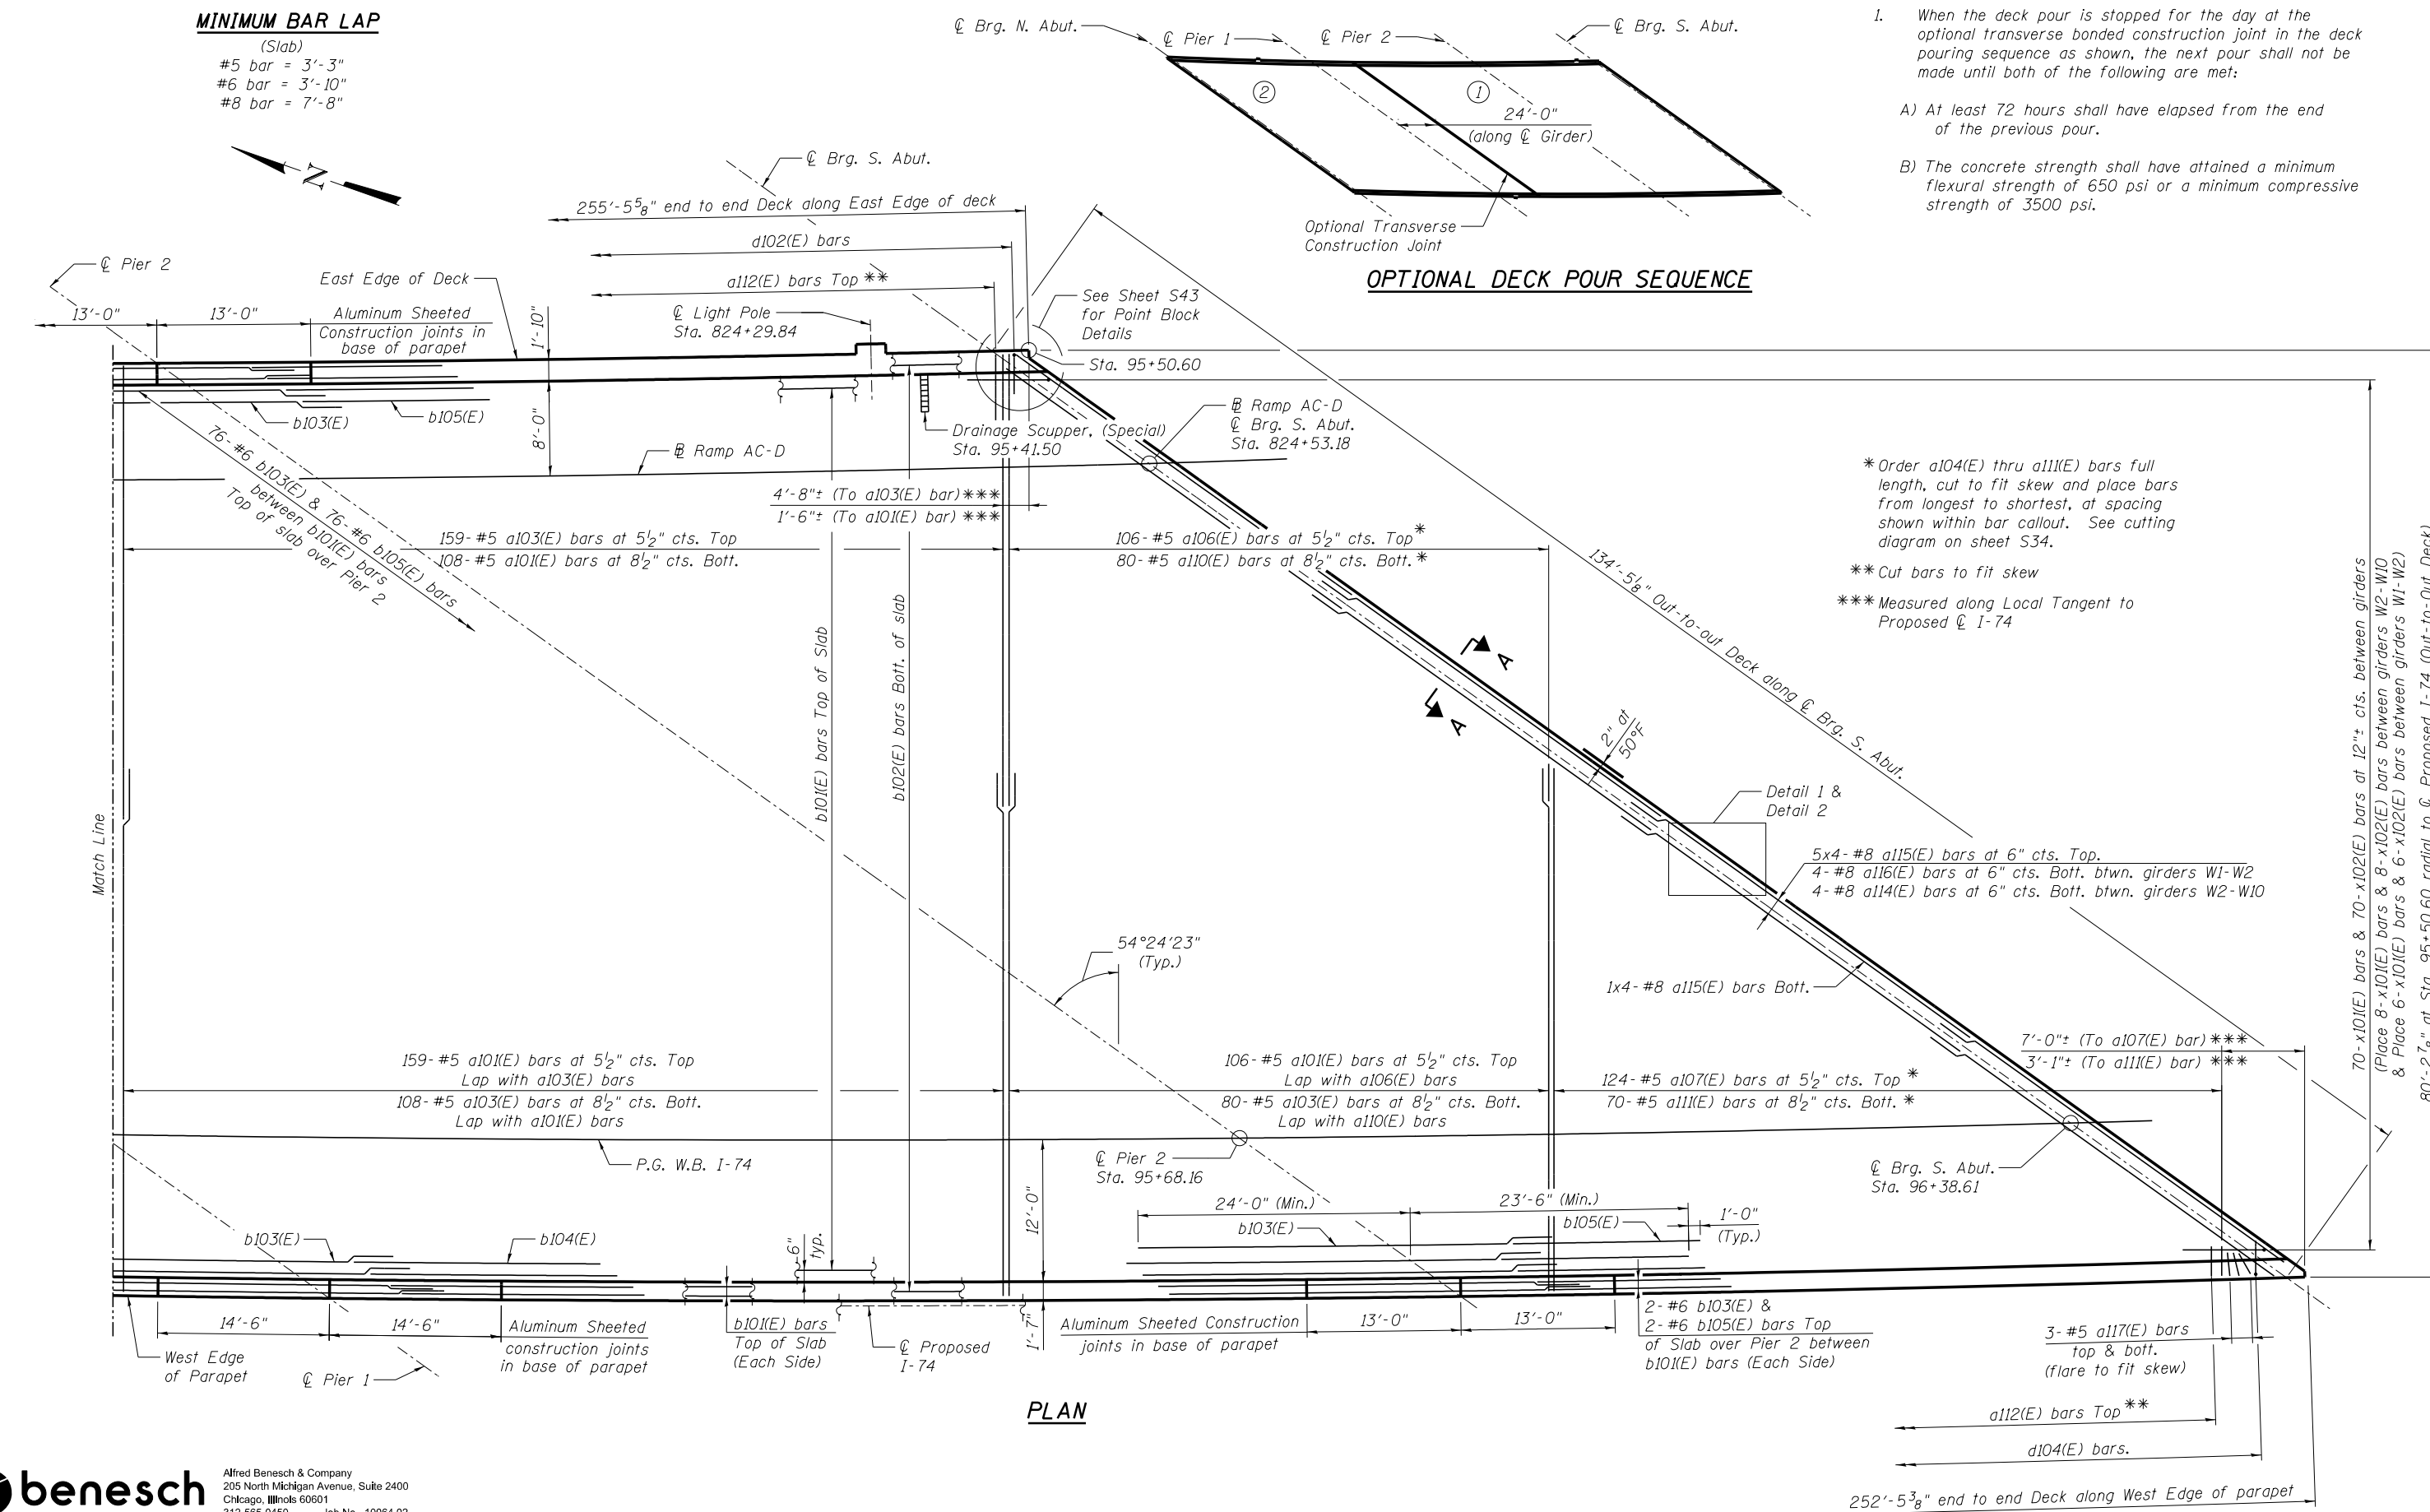 MINIMUM BAR LAP
(Slab)
#5 bar = 3'-3"
#6 bar = 3'-10"
#8 bar = 7'-8"
N
℄ Brg. N. Abut.
℄ Pier 1
℄ Pier 2
℄ Brg. S. Abut.
2
1
24'-0"
(along ℄ Girder)
Optional Transverse
Construction Joint
OPTIONAL DECK POUR SEQUENCE
1. When the deck pour is stopped for the day at the
optional transverse bonded construction joint in the deck
pouring sequence as shown, the next pour shall not be
made until both of the following are met:
A) At least 72 hours shall have elapsed from the end
of the previous pour.
B) The concrete strength shall have attained a minimum
flexural strength of 650 psi or a minimum compressive
strength of 3500 psi.
℄ Brg. S. Abut.
255'-5⅝" end to end Deck along East Edge of deck
d102(E) bars
a112(E) bars Top **
℄ Pier 2
East Edge of Deck
13'-0"
13'-0"
Aluminum Sheeted
Construction joints in
base of parapet
1'-10"
℄ Light Pole
Sta. 824+29.84
See Sheet S43
for Point Block
Details
Sta. 95+50.60
b103(E)
b105(E)
8'-0"
Drainage Scupper, (Special)
Sta. 95+41.50
B Ramp AC-D
℄ Brg. S. Abut.
Sta. 824+53.18
B Ramp AC-D
76-#6 b103(E) & 76-#6 b105(E) bars
between b101(E) bars
Top of slab over Pier 2
4'-8"± (To a103(E) bar)***
1'-6"± (To a101(E) bar)***
159-#5 a103(E) bars at 5½" cts. Top
108-#5 a101(E) bars at 8½" cts. Bott.
106-#5 a106(E) bars at 5½" cts. Top *
80-#5 a110(E) bars at 8½" cts. Bott. *
134'-5⅛" Out-to-out Deck along ℄ Brg. S. Abut.
* Order a104(E) thru a111(E) bars full
length, cut to fit skew and place bars
from longest to shortest, at spacing
shown within bar callout. See cutting
diagram on sheet S34.
** Cut bars to fit skew
*** Measured along Local Tangent to
Proposed ℄ I-74
b101(E) bars Top of Slab
b102(E) bars Bott. of slab
A
A
2" at
50°F
Match Line
Detail 1 &
Detail 2
5x4-#8 a115(E) bars at 6" cts. Top.
4-#8 a116(E) bars at 6" cts. Bott. btwn. girders W1-W2
4-#8 a114(E) bars at 6" cts. Bott. btwn. girders W2-W10
54°24'23"
(Typ.)
1x4-#8 a115(E) bars Bott.
70-x101(E) bars & 70-x102(E) bars at 12"± cts. between girders
(Place 8-x101(E) bars & 8-x102(E) bars between girders W2-W10
& Place 6-x101(E) bars & 6-x102(E) bars between girders W1-W2)
80'-2⅞" at Sta. 95+50.60 radial to ℄ Proposed I-74 (Out-to-Out Deck)
159-#5 a101(E) bars at 5½" cts. Top
Lap with a103(E) bars
108-#5 a103(E) bars at 8½" cts. Bott.
Lap with a101(E) bars
106-#5 a101(E) bars at 5½" cts. Top
Lap with a106(E) bars
80-#5 a103(E) bars at 8½" cts. Bott.
Lap with a110(E) bars
7'-0"± (To a107(E) bar) ***
3'-1"± (To a111(E) bar) ***
124-#5 a107(E) bars at 5½" cts. Top *
70-#5 a111(E) bars at 8½" cts. Bott. *
P.G. W.B. I-74
℄ Pier 2
Sta. 95+68.16
℄ Brg. S. Abut.
Sta. 96+38.61
12'-0"
24'-0" (Min.)
23'-6" (Min.)
b103(E)
b105(E)
1'-0"
(Typ.)
b103(E)
b104(E)
6"
typ.
14'-6"
14'-6"
Aluminum Sheeted
construction joints
in base of parapet
West Edge
of Parapet
℄ Pier 1
b101(E) bars
Top of Slab
(Each Side)
℄ Proposed
I-74
1'-7"
Aluminum Sheeted Construction
joints in base of parapet
13'-0"
13'-0"
2-#6 b103(E) &
2-#6 b105(E) bars Top
of Slab over Pier 2 between
b101(E) bars (Each Side)
3-#5 a117(E) bars
top & bott.
(flare to fit skew)
a112(E) bars Top **
d104(E) bars.
252'-5⅜" end to end Deck along West Edge of parapet
PLAN
benesch
Alfred Benesch & Company
205 North Michigan Avenue, Suite 2400
Chicago, Illinois 60601
312-565-0450 Job No. 10064.02